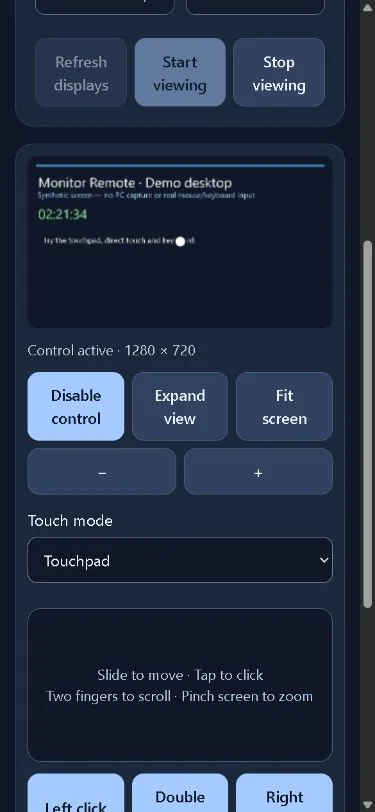 Refresh
displays
Start
viewing
Stop
viewing
Monitor Remote · Demo desktop
Synthetic screen — no PC capture or real mouse/keyboard input
02:21:34
Try the touchpad, direct touch and
Control active · 1280 × 720
Disable
control
Expand
view
Fit
screen
−
+
Touch mode
Touchpad
Slide to move · Tap to click
Two fingers to scroll · Pinch screen to zoom
Left click
Double
Right